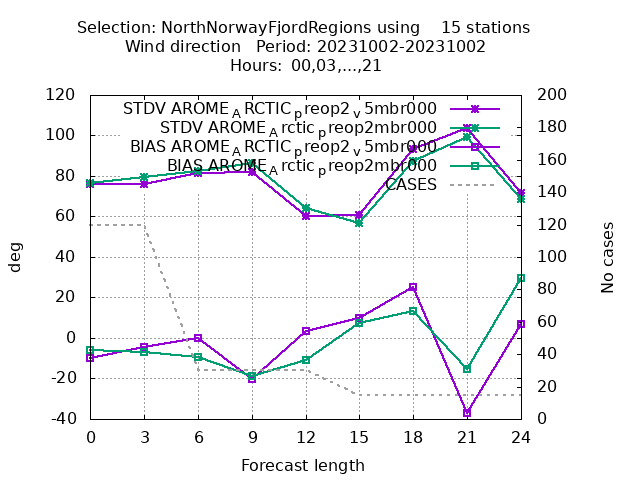 Selection: NorthNorwayFjordRegions using    15 stations
Wind direction   Period: 20231002-20231002
Hours:  00,03,...,21
120 200
STDV AROME_ARCTIC_preop2_v5mbr000
180
100 STDV AROME_Arctic_preop2mbr000
BIAS AROME_ARCTIC_preop2_v5mbr000 160
80 BIAS AROME_Arctic_preop2mbr000
CASES 140
60 120
deg 40 100 No cases
20 80
60
0
40
-20 20
-40 0
0 3 6 9 12 15 18 21 24
Forecast length